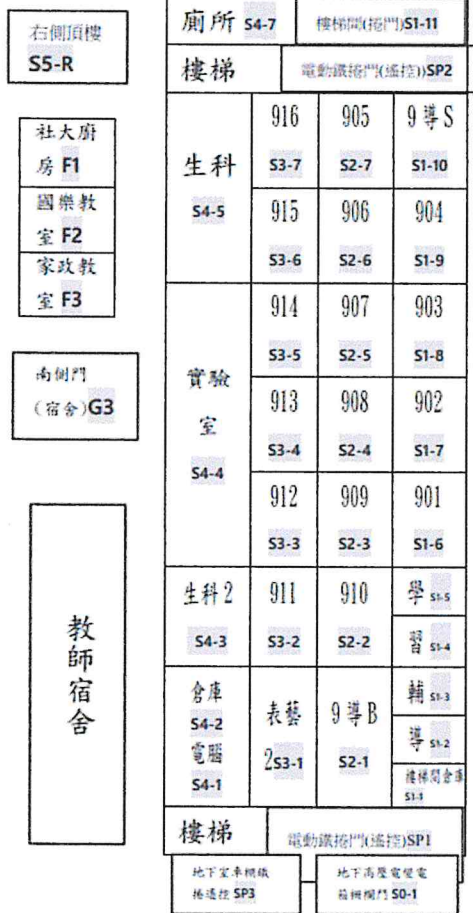 右側頂樓
S5-R
社大廚
房 F1
國樂教
室 F2
家政教
室 F3
南側門
(宿舍)G3
教師宿舍
廁所 S4-7
樓梯間(捲門)S1-11
樓梯
電動鐵捲門(遙控))SP2
生科
S4-5
916
S3-7
905
S2-7
9導S
S1-10
915
S3-6
906
S2-6
904
S1-9
實驗
室
S4-4
914
S3-5
907
S2-5
903
S1-8
913
S3-4
908
S2-4
902
S1-7
912
S3-3
909
S2-3
901
S1-6
生科2
S4-3
911
S3-2
910
S2-2
學 S1-5
習 S1-4
倉庫
S4-2
電腦
S4-1
表藝
2S3-1
9導B
S2-1
輔 S1-3
導 S1-2
樓梯間倉庫
S1-1
樓梯
電動鐵捲門(遙控)SP1
地下室車棚鐵
捲遙控 SP3
地下高壓電變電
箱柵欄門 S0-1